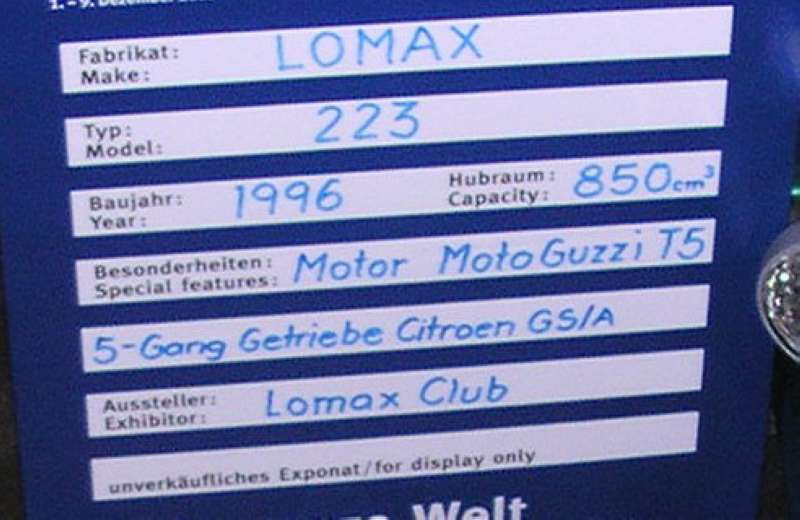 Fabrikat: LOMAX
Make:
Typ: 223
Model:
Baujahr: 1996 Hubraum: 850cm³
Year: Capacity:
Besonderheiten: Motor MotoGuzzi T5
Special features:
5-Gang Getriebe Citroen GS/A
Aussteller: Lomax Club
Exhibitor:
unverkäufliches Exponat/for display only
Welt